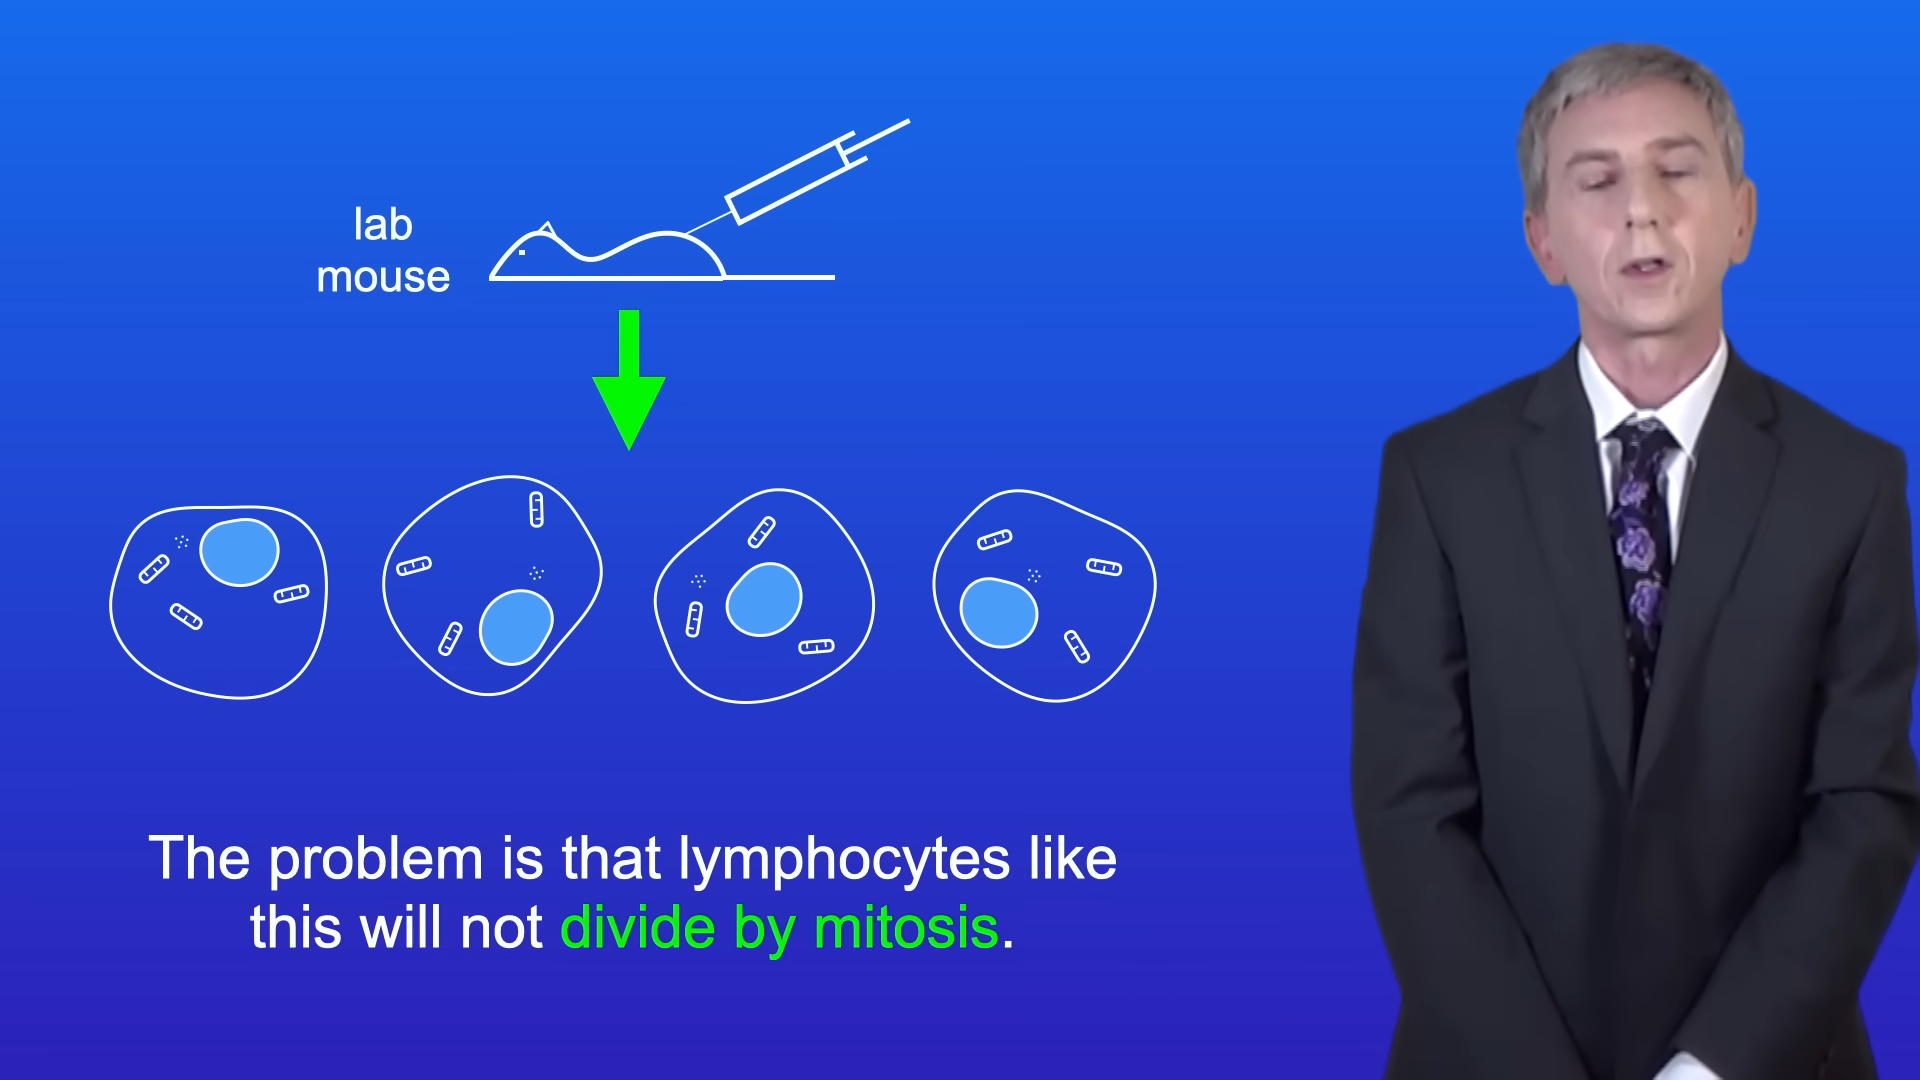 lab
mouse
The problem is that lymphocytes like
this will not divide by mitosis.